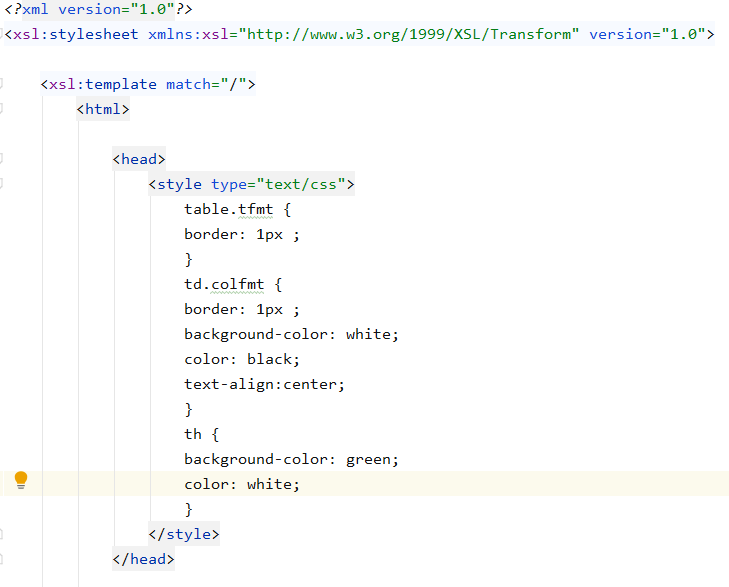 <?xml version="1.0"?>
<xsl:stylesheet xmlns:xsl="http://www.w3.org/1999/XSL/Transform" version="1.0">
<xsl:template match="/">
<html>
<head>
<style type="text/css">
table.tfmt {
border: 1px ;
}
td.colfmt {
border: 1px ;
background-color: white;
color: black;
text-align:center;
}
th {
background-color: green;
color: white;
}
</style>
</head>